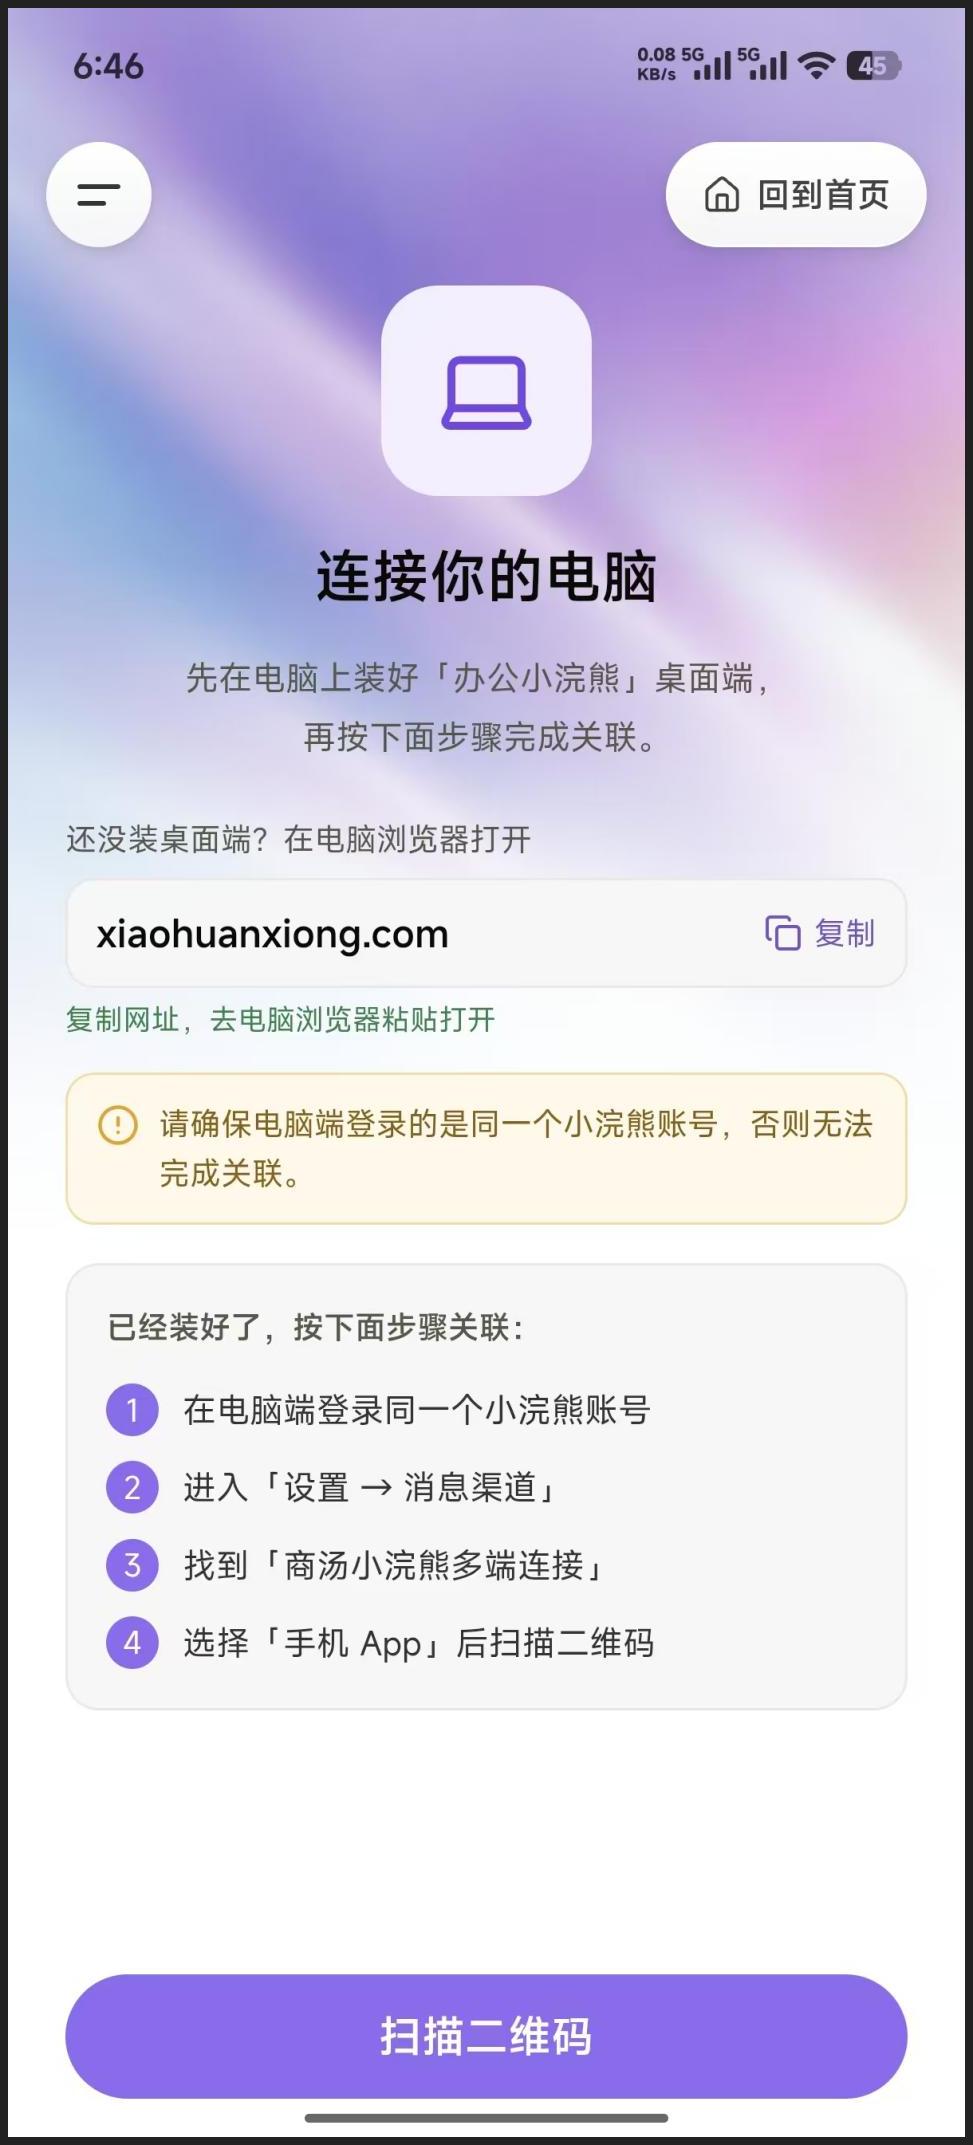 6:46
0.08 KB/s 5G 5G 45
回到首页
连接你的电脑
先在电脑上装好「办公小浣熊」桌面端，
再按下面步骤完成关联。
还没装桌面端？在电脑浏览器打开
xiaohuanxiong.com
复制
复制网址，去电脑浏览器粘贴打开
请确保电脑端登录的是同一个小浣熊账号，否则无法
完成关联。
已经装好了，按下面步骤关联：
1 在电脑端登录同一个小浣熊账号
2 进入「设置 → 消息渠道」
3 找到「商汤小浣熊多端连接」
4 选择「手机 App」后扫描二维码
扫描二维码